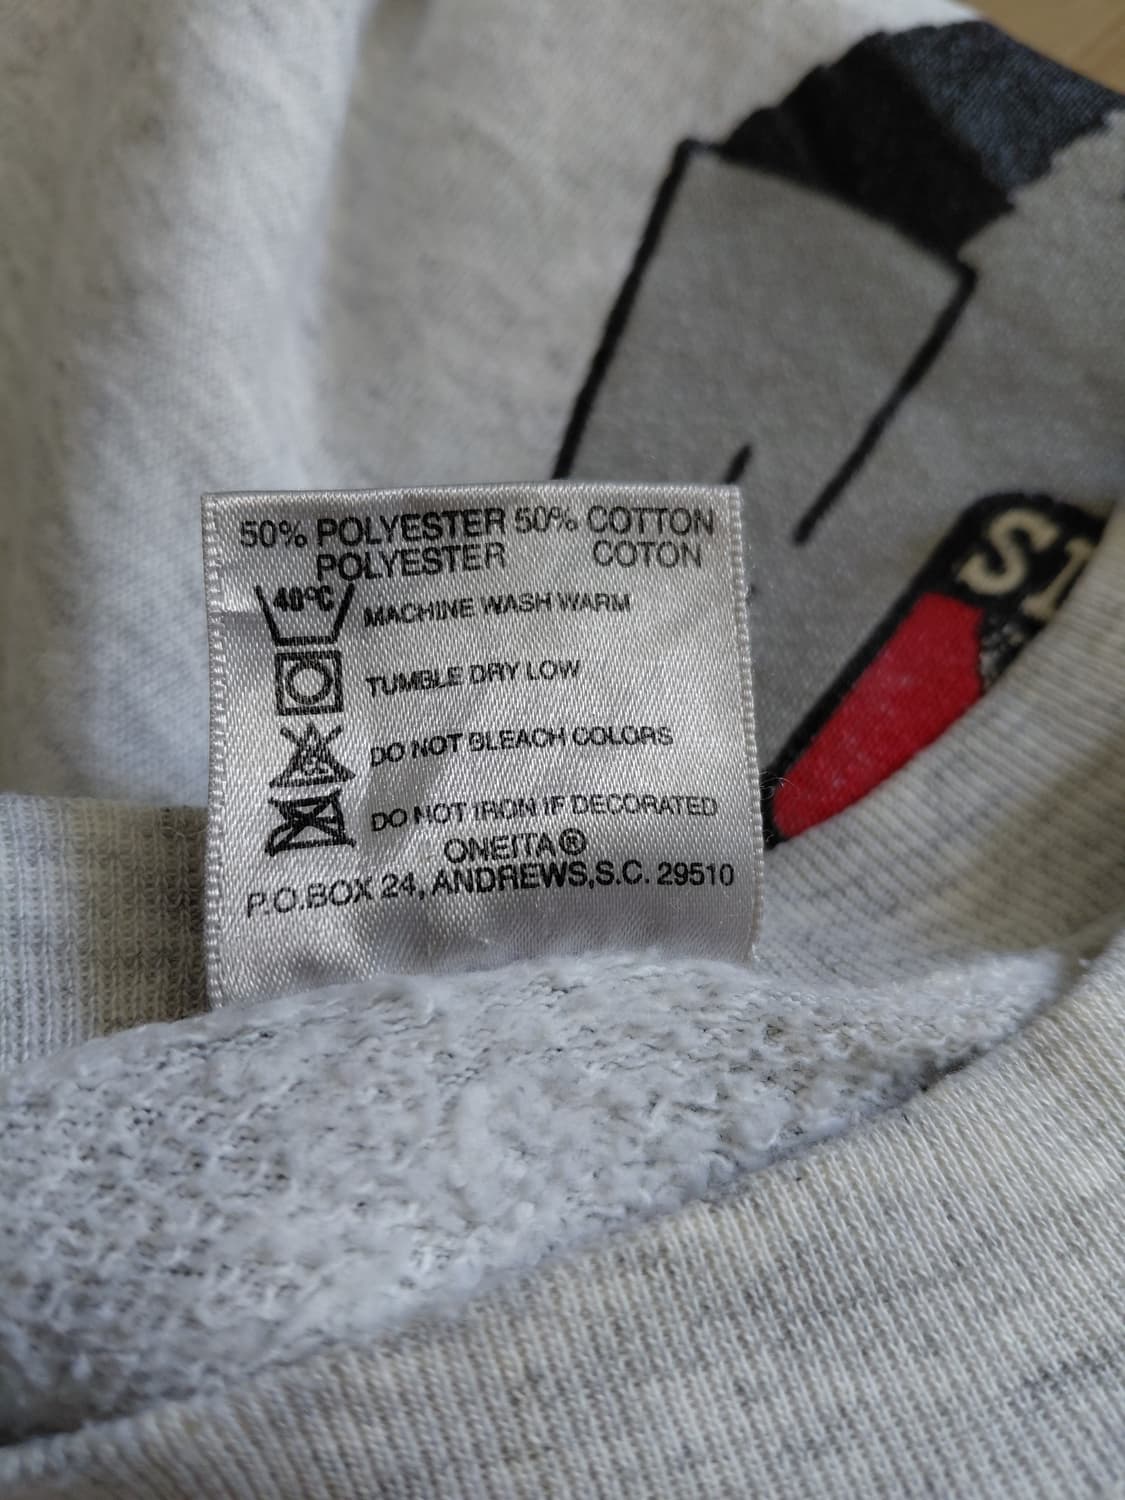 50% POLYESTER 50% COTTON
POLYESTER COTON
40°C MACHINE WASH WARM
TUMBLE DRY LOW
DO NOT BLEACH COLORS
DO NOT IRON IF DECORATED
ONEITA®
P.O.BOX 24, ANDREWS,S.C. 29510